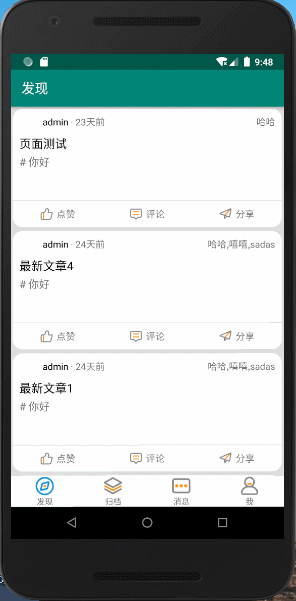 9:48
发现
admin · 23天前 哈哈
页面测试
# 你好
点赞 评论 分享
admin · 24天前 哈哈,嘻嘻,sadas
最新文章4
# 你好
点赞 评论 分享
admin · 24天前 哈哈,嘻嘻,sadas
最新文章1
# 你好
点赞 评论 分享
发现 归档 消息 我